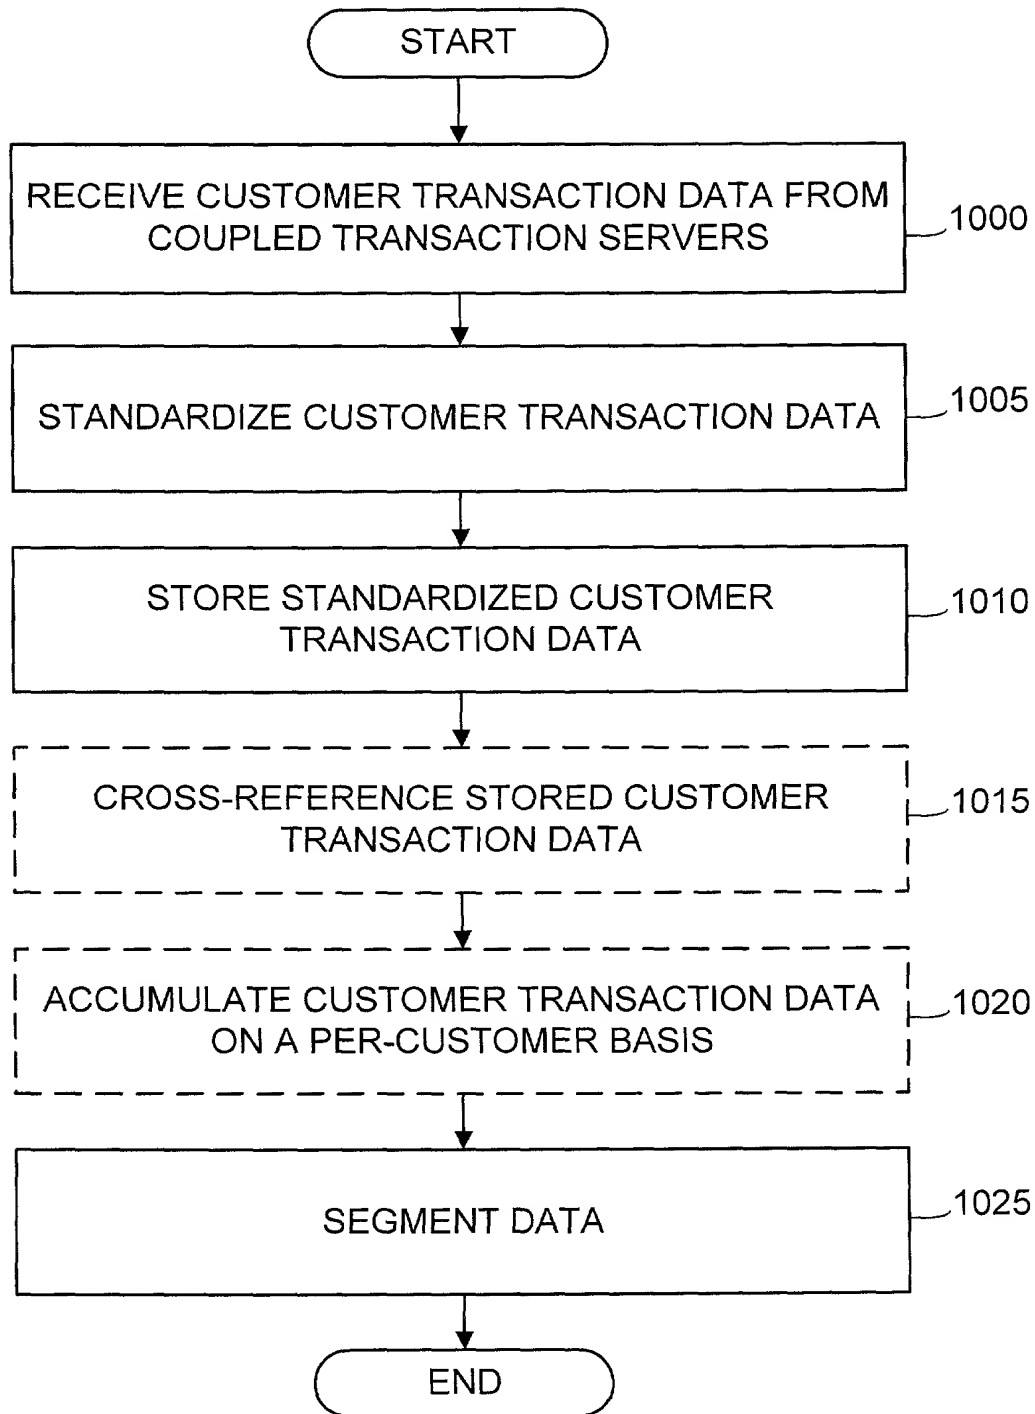 START
RECEIVE CUSTOMER TRANSACTION DATA FROM
COUPLED TRANSACTION SERVERS
1000
STANDARDIZE CUSTOMER TRANSACTION DATA
1005
STORE STANDARDIZED CUSTOMER
TRANSACTION DATA
1010
CROSS-REFERENCE STORED CUSTOMER
TRANSACTION DATA
1015
ACCUMULATE CUSTOMER TRANSACTION DATA
ON A PER-CUSTOMER BASIS
1020
SEGMENT DATA
1025
END